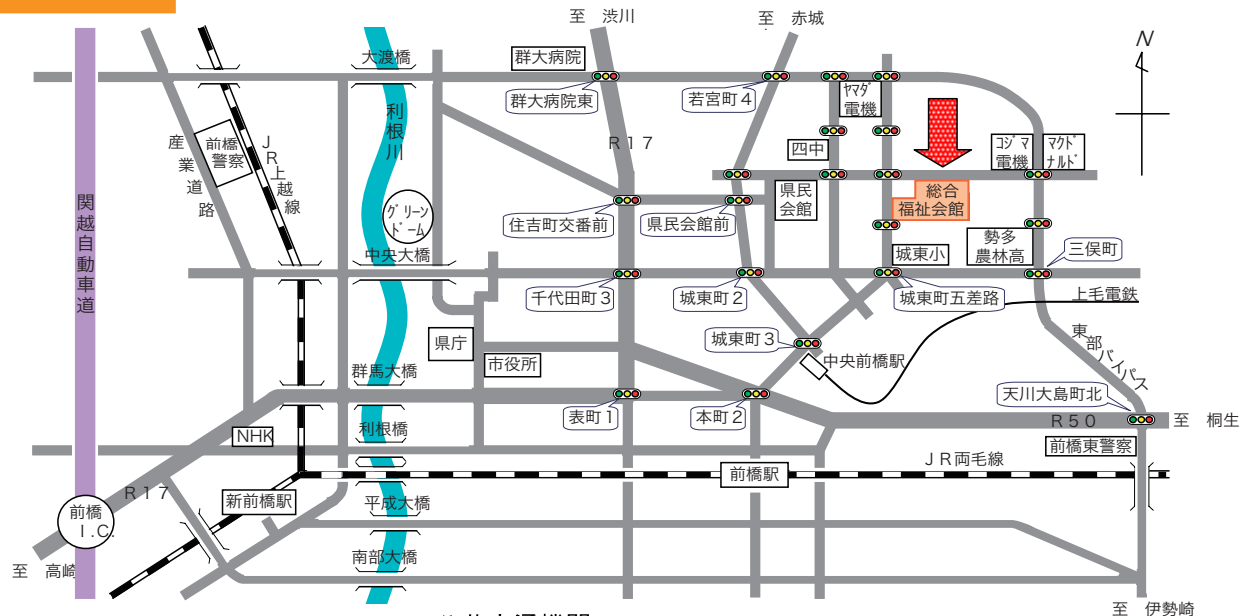 至 渋川
至 赤城
N
大渡橋
群大病院
群大病院東
若宮町4
ヤマダ
電機
利根川
R17
産業道路
前橋
警察
JR上越線
四中
コジマ
電機
マクド
ナルド
関越自動車道
県民
会館
総合
福祉会館
グリーン
ドーム
住吉町交番前
県民会館前
中央大橋
城東小
勢多
農林高
三俣町
千代田町3
城東町2
城東町五差路
上毛電鉄
県庁
市役所
城東町3
中央前橋駅
東部バイパス
群馬大橋
天川大島町北
表町1
本町2
R50
至 桐生
NHK
利根橋
前橋東警察
JR両毛線
前橋駅
R17
新前橋駅
平成大橋
前橋
I.C.
南部大橋
至 高崎
至 伊勢崎